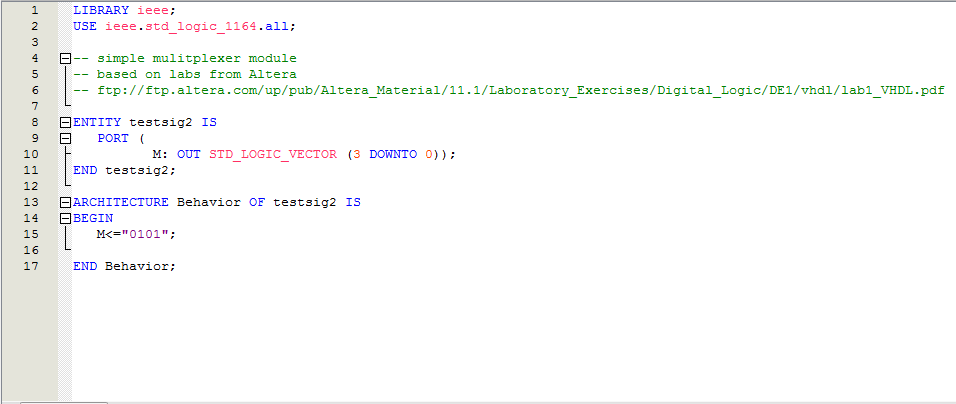 1 LIBRARY ieee;
2 USE ieee.std_logic_1164.all;
3
4 -- simple mulitplexer module
5 -- based on labs from Altera
6 -- ftp://ftp.altera.com/up/pub/Altera_Material/11.1/Laboratory_Exercises/Digital_Logic/DE1/vhdl/lab1_VHDL.pdf
7
8 ENTITY testsig2 IS
9 PORT (
10 M: OUT STD_LOGIC_VECTOR (3 DOWNTO 0));
11 END testsig2;
12
13 ARCHITECTURE Behavior OF testsig2 IS
14 BEGIN
15 M<="0101";
16
17 END Behavior;